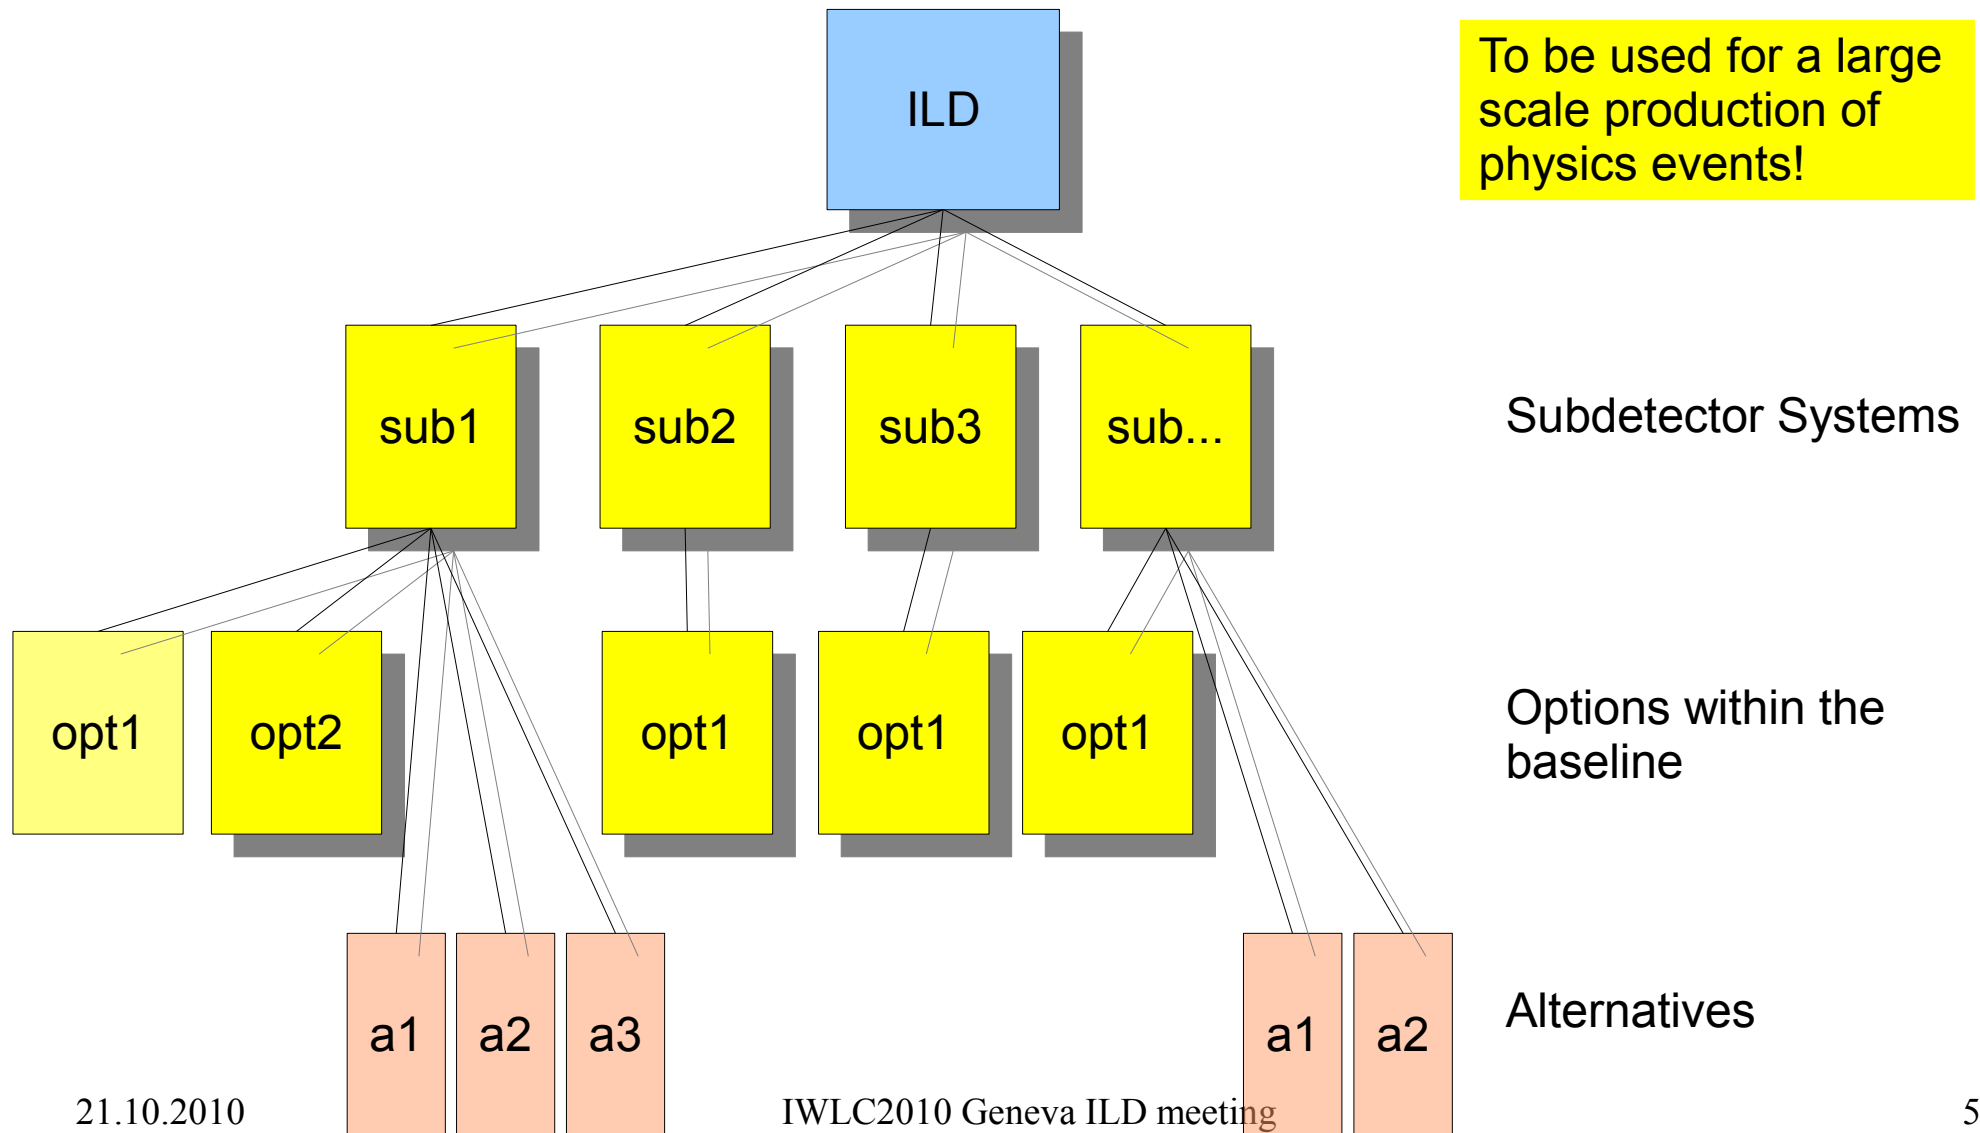 ILD
To be used for a large
scale production of
physics events!
sub1
sub2
sub3
sub...
Subdetector Systems
opt1
opt2
opt1
opt1
opt1
Options within the
baseline
a1
a2
a3
a1
a2
Alternatives
21.10.2010
IWLC2010 Geneva ILD meeting
5